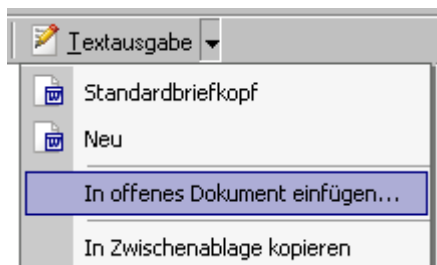 Textausgabe
Standardbriefkopf
Neu
In offenes Dokument einfügen...
In Zwischenablage kopieren